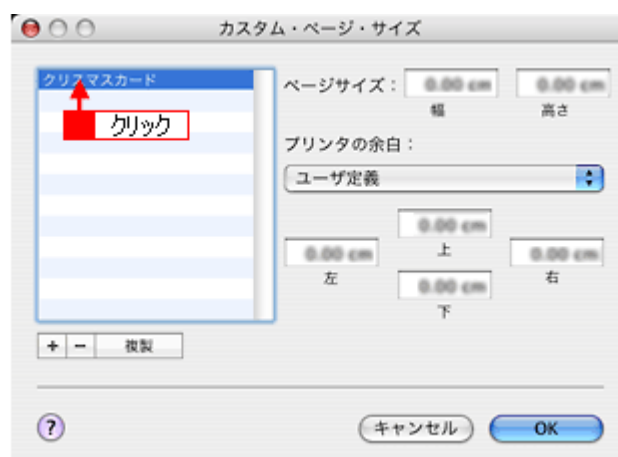 カスタム・ページ・サイズ
クリスマスカード
クリック
ページサイズ：
0.00 cm
0.00 cm
幅
高さ
プリンタの余白：
ユーザ定義
0.00 cm
上
0.00 cm
0.00 cm
左
右
0.00 cm
下
+ − 複製
?
キャンセル
OK